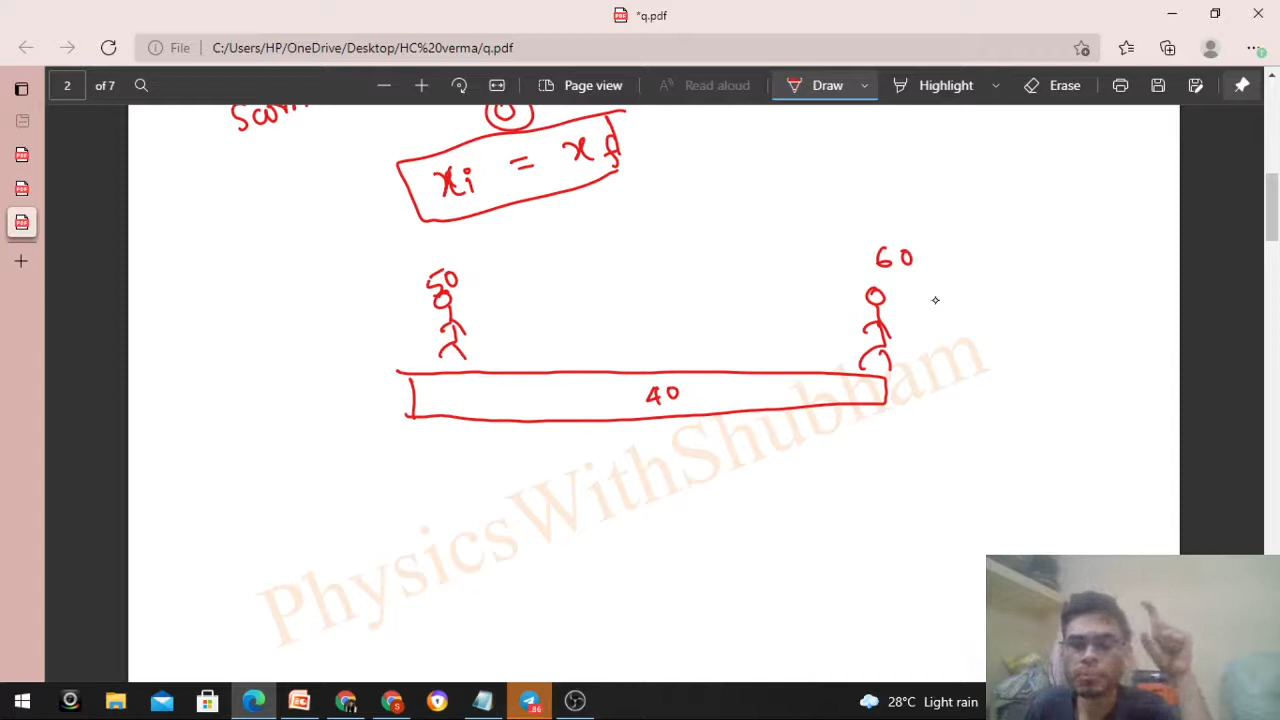 *q.pdf
File C:/Users/HP/OneDrive/Desktop/HC%20verma/q.pdf
2 of 7 Page view Read aloud Draw Highlight Erase
xi = xf
50
60
40
PhysicsWithShubham
86
28°C Light rain